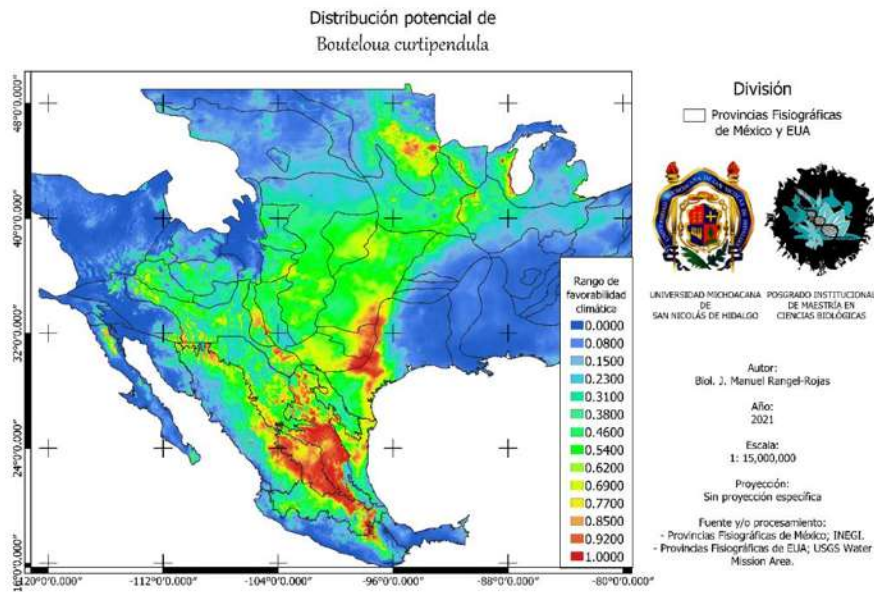 Distribución potencial de
Bouteloua curtipendula
48°0'0.000"
40°0'0.000"
32°0'0.000"
24°0'0.000"
16°0'0.000"
-120°0'0.000"
-112°0'0.000"
-104°0'0.000"
-96°0'0.000"
-88°0'0.000"
-80°0'0.000"
Rango de
favorabilidad
climática
0.0000
0.0800
0.1500
0.2300
0.3100
0.3800
0.4600
0.5400
0.6200
0.6900
0.7700
0.8500
0.9200
1.0000
División
Provincias Fisiográficas
de México y EUA
UNIVERSIDAD MICHOACANA
DE
SAN NICOLÁS DE HIDALGO
POSGRADO INSTITUCIONAL
DE MAESTRÍA EN
CIENCIAS BIOLÓGICAS
Autor:
Biol. J. Manuel Rangel-Rojas
Año:
2021
Escala:
1: 15,000,000
Proyección:
Sin proyección específica
Fuente y/o procesamiento:
- Provincias Fisiográficas de México; INEGI.
- Provincias Fisiográficas de EUA; USGS Water
Mission Area.